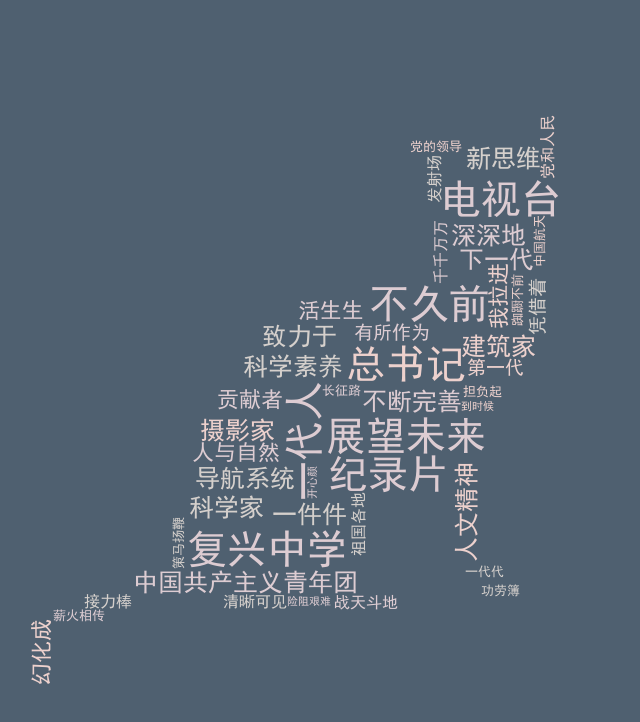 党的领导
党和人民
新思维
发射场
电视台
千千万万
深深地
中国航天
下一代
我拉进
踟蹰不前
凭借着
活生生
不久前
致力于
有所作为
建筑家
科学素养
总书记
第一代
贡献者
一代人
长征路
不断完善
担负起
到时候
摄影家
展望未来
人与自然
纪录片
导航系统
开心颜
人文精神
科学家
一件件
祖国各地
策马扬鞭
复兴中学
中国共产主义青年团
一代代
功劳簿
接力棒
清晰可见
险阻艰难
战天斗地
薪火相传
幻化成